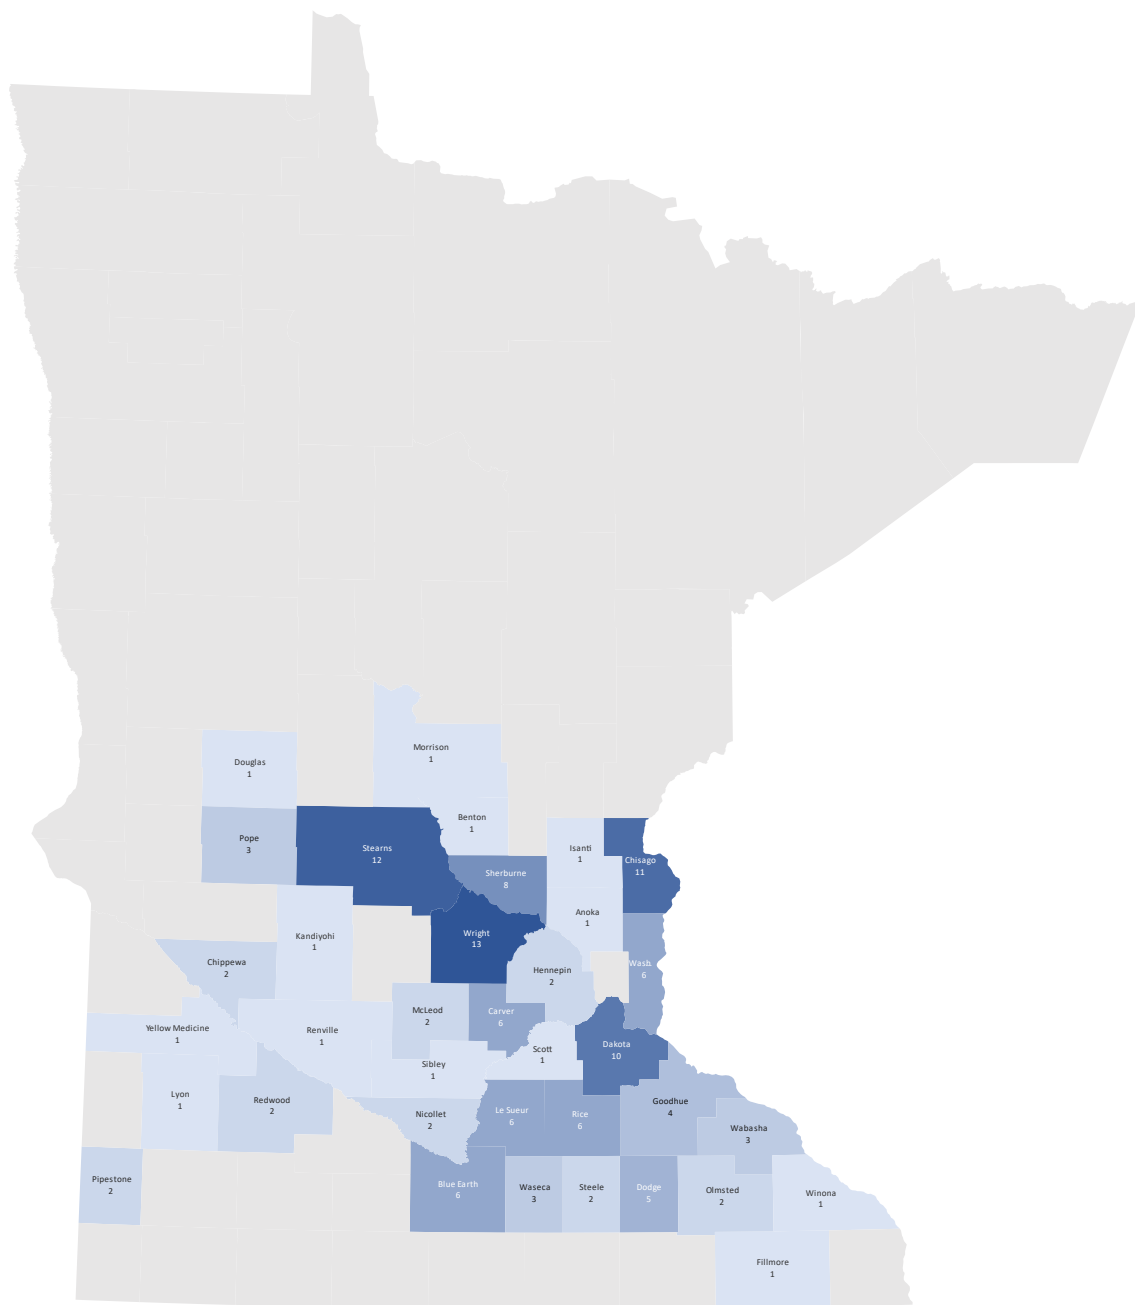 Morrison
1
Douglas
1
Benton
1
Pope
3
Stearns
12
Isanti
1
Chisago
11
Sherburne
8
Anoka
1
Kandiyohi
1
Wright
13
Chippewa
2
Hennepin
2
Wash.
6
McLeod
2
Carver
6
Yellow Medicine
1
Renville
1
Scott
1
Dakota
10
Sibley
1
Lyon
1
Redwood
2
Nicollet
2
Le Sueur
6
Rice
6
Goodhue
4
Wabasha
3
Pipestone
2
Blue Earth
6
Waseca
3
Steele
2
Dodge
5
Olmsted
2
Winona
1
Fillmore
1